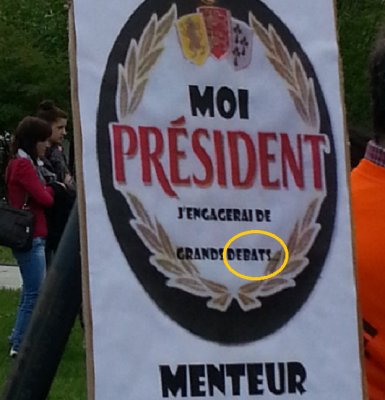 MOI
PRÉSIDENT
J'ENGAGERAI DE
GRANDS DEBATS...
MENTEUR